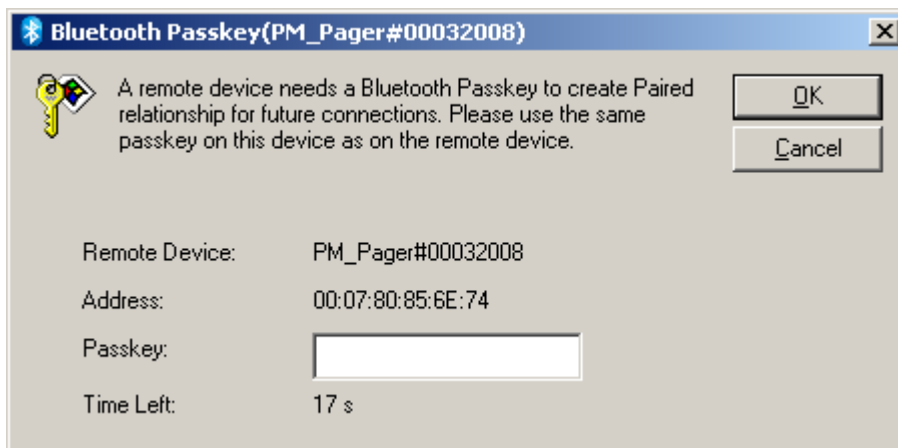 Bluetooth Passkey(PM_Pager#00032008)
A remote device needs a Bluetooth Passkey to create Paired
relationship for future connections. Please use the same
passkey on this device as on the remote device.
OK
Cancel
Remote Device: PM_Pager#00032008
Address: 00:07:80:85:6E:74
Passkey:
Time Left: 17 s